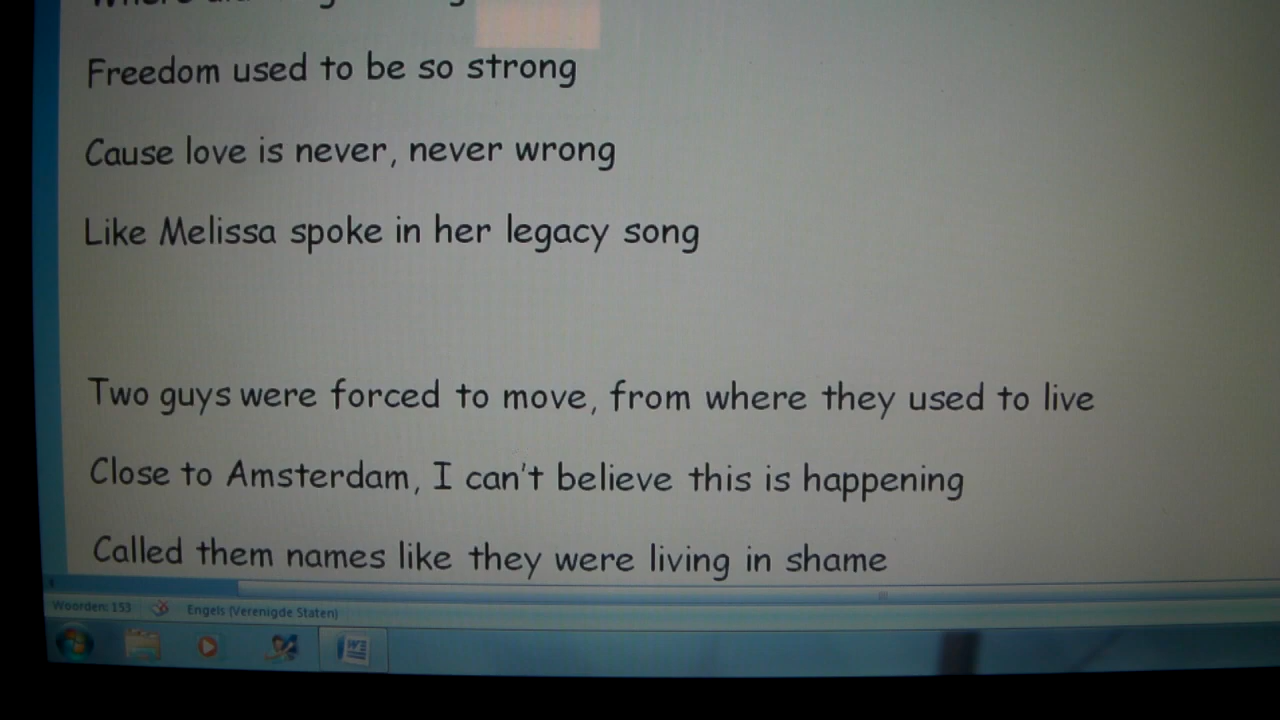 Freedom used to be so strong
Cause love is never, never wrong
Like Melissa spoke in her legacy song
Two guys were forced to move, from where they used to live
Close to Amsterdam, I can't believe this is happening
Called them names like they were living in shame
Woorden: 153 Engels (Verenigde Staten)